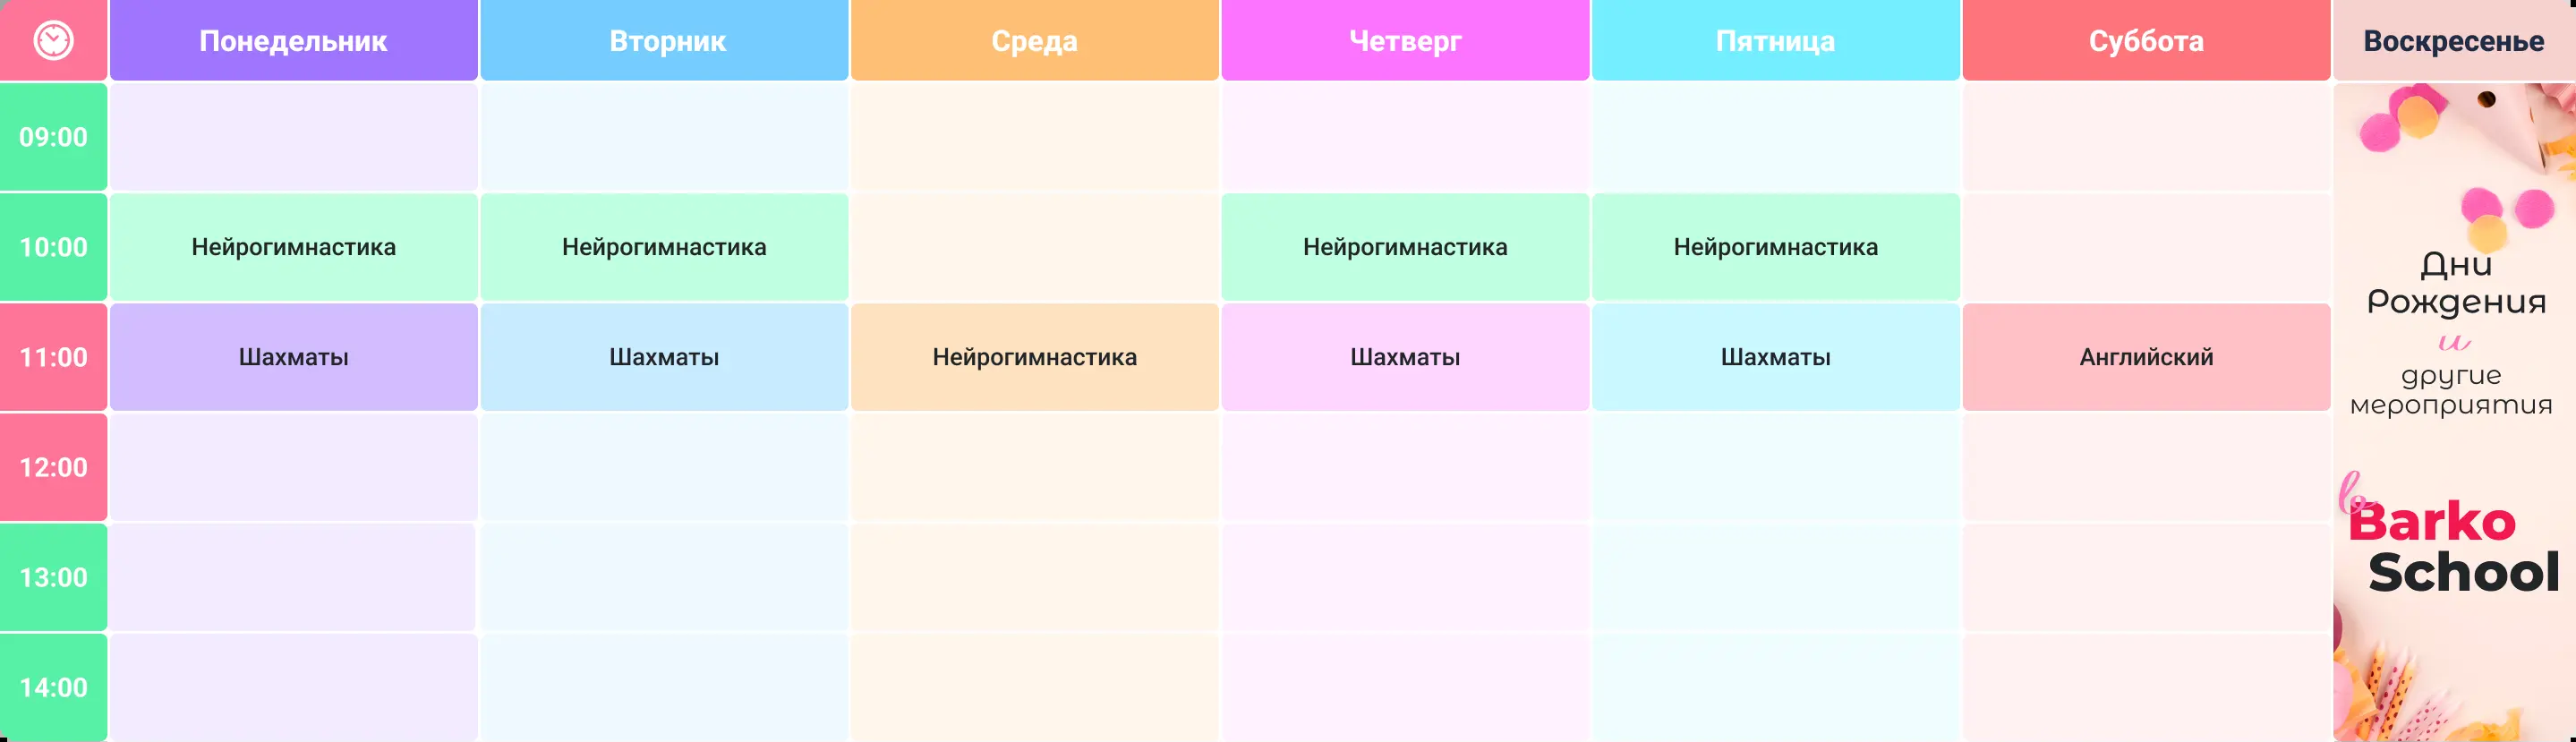 Понедельник Вторник Среда Четверг Пятница Суббота Воскресенье
09:00
10:00 Нейрогимнастика Нейрогимнастика Нейрогимнастика Нейрогимнастика
11:00 Шахматы Шахматы Нейрогимнастика Шахматы Шахматы Английский
12:00
13:00
14:00
Дни
Рождения
и
другие
мероприятия
в
Barko
School